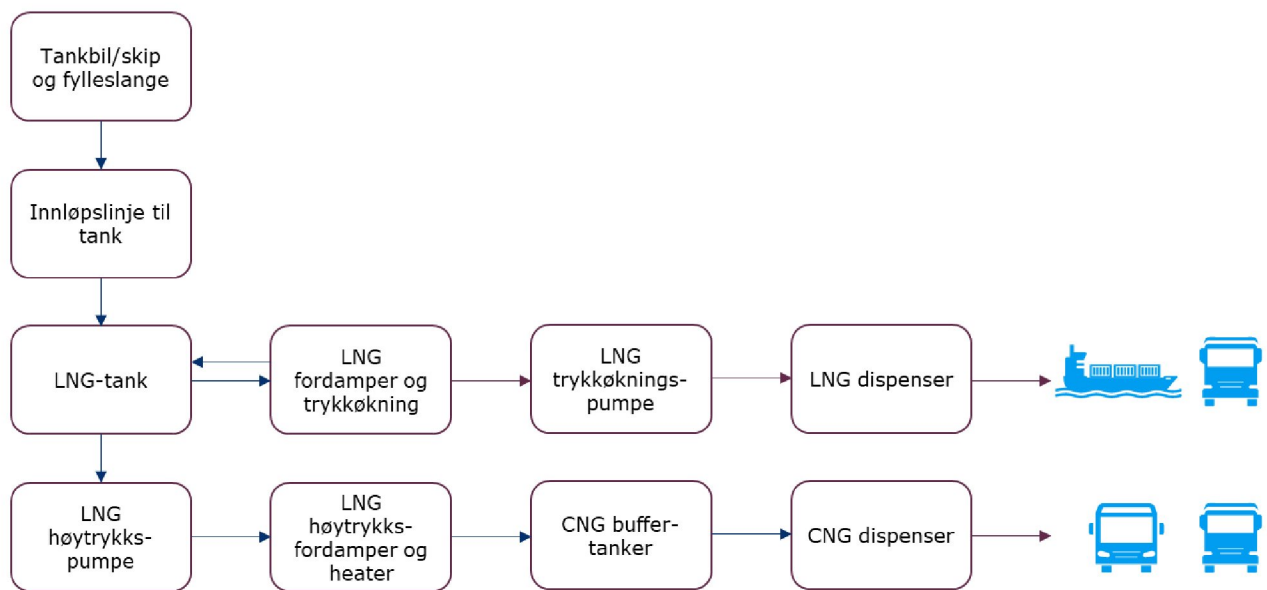 Tankbil/skip
og fylleslange
Innløpslinje til
tank
LNG-tank
LNG
fordamper og
trykkøkning
LNG
trykkøknings-
pumpe
LNG dispenser
LNG
høytrykks-
pumpe
LNG
høytrykks-
fordamper og
heater
CNG buffer-
tanker
CNG dispenser